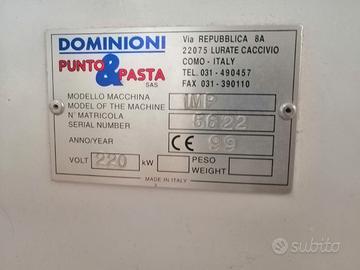 DOMINIONI
PUNTO & PASTA
SAS
Via REPUBBLICA 8A
22075 LURATE CACCIVIO
COMO - ITALY
TEL. 031 - 490457
FAX 031 - 390110
MODELLO MACCHINA
MODEL OF THE MACHINE
MP
N° MATRICOLA
SERIAL NUMBER
5622
ANNO/YEAR
CE 99
VOLT 220 kW
PESO
WEIGHT
MADE IN ITALY
subito